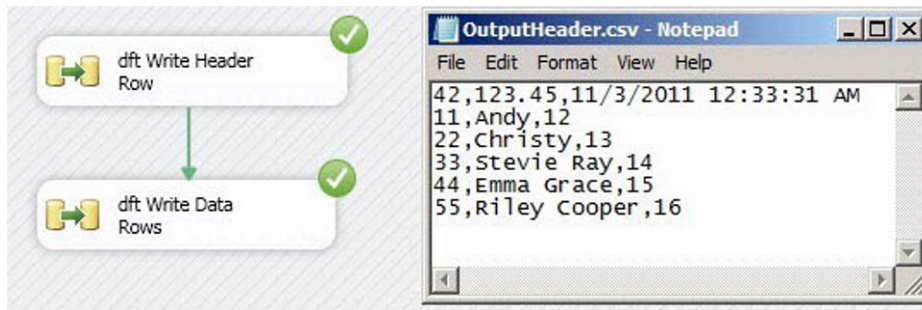 dft Write Header
Row
dft Write Data
Rows
OutputHeader.csv - Notepad
File Edit Format View Help
42,123.45,11/3/2011 12:33:31 AM
11,Andy,12
22,Christy,13
33,Stevie Ray,14
44,Emma Grace,15
55,Riley Cooper,16